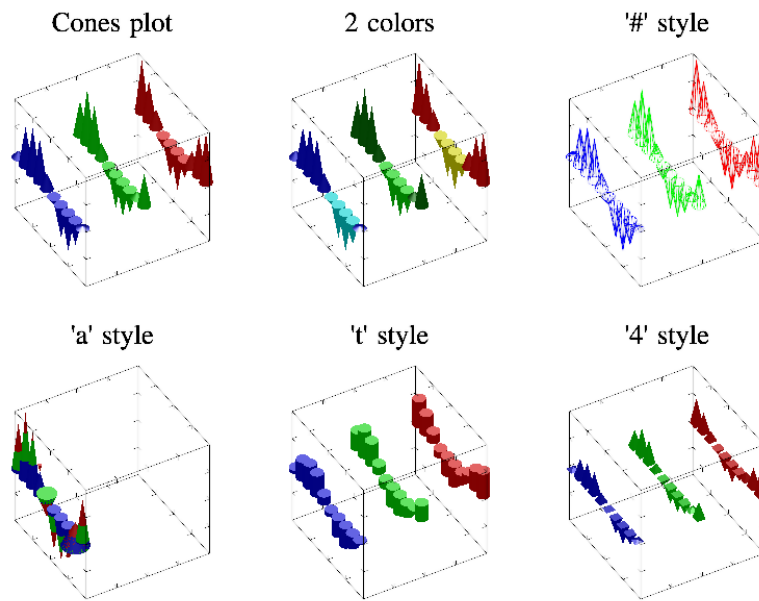 Cones plot
2 colors
'#' style
'a' style
't' style
'4' style